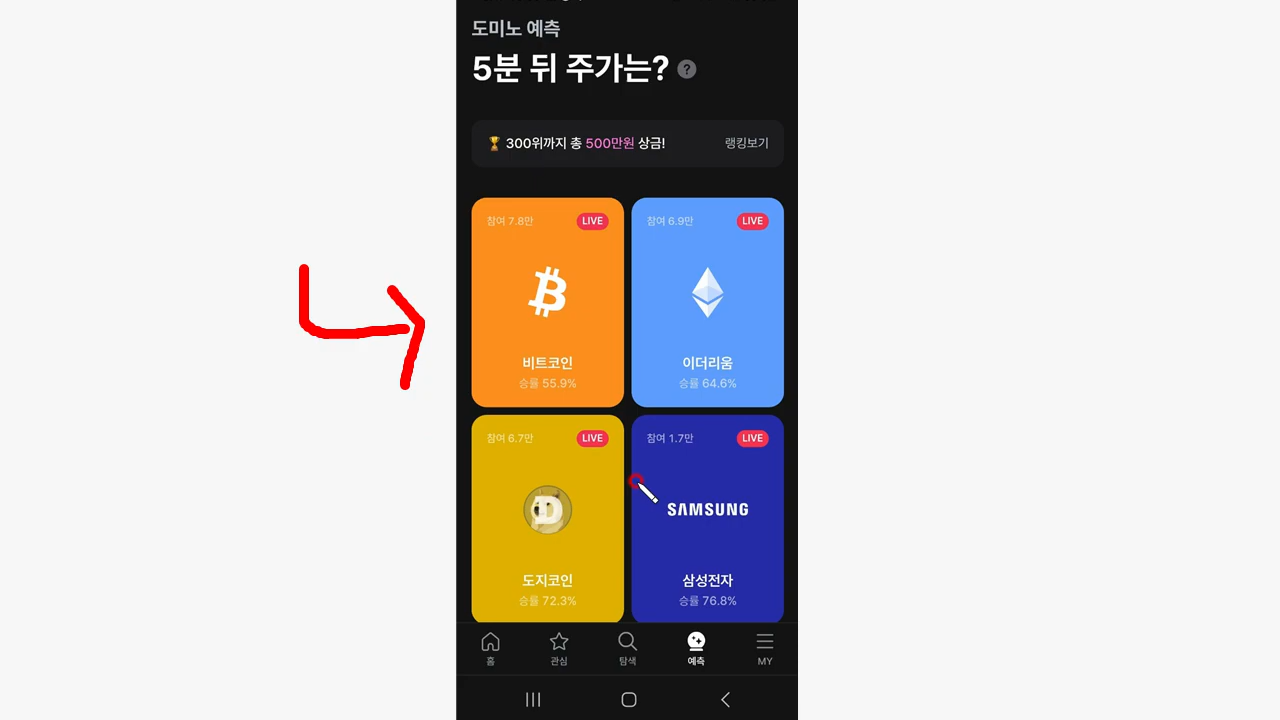 도미노 예측
5분 뒤 주가는? ?
300위까지 총 500만원 상금! 랭킹보기
참여 7.8만 LIVE
비트코인
승률 55.9%
참여 6.9만 LIVE
이더리움
승률 64.6%
참여 6.7만 LIVE
도지코인
승률 72.3%
참여 1.7만 LIVE
SAMSUNG
삼성전자
승률 76.8%
홈 관심 탐색 예측 MY